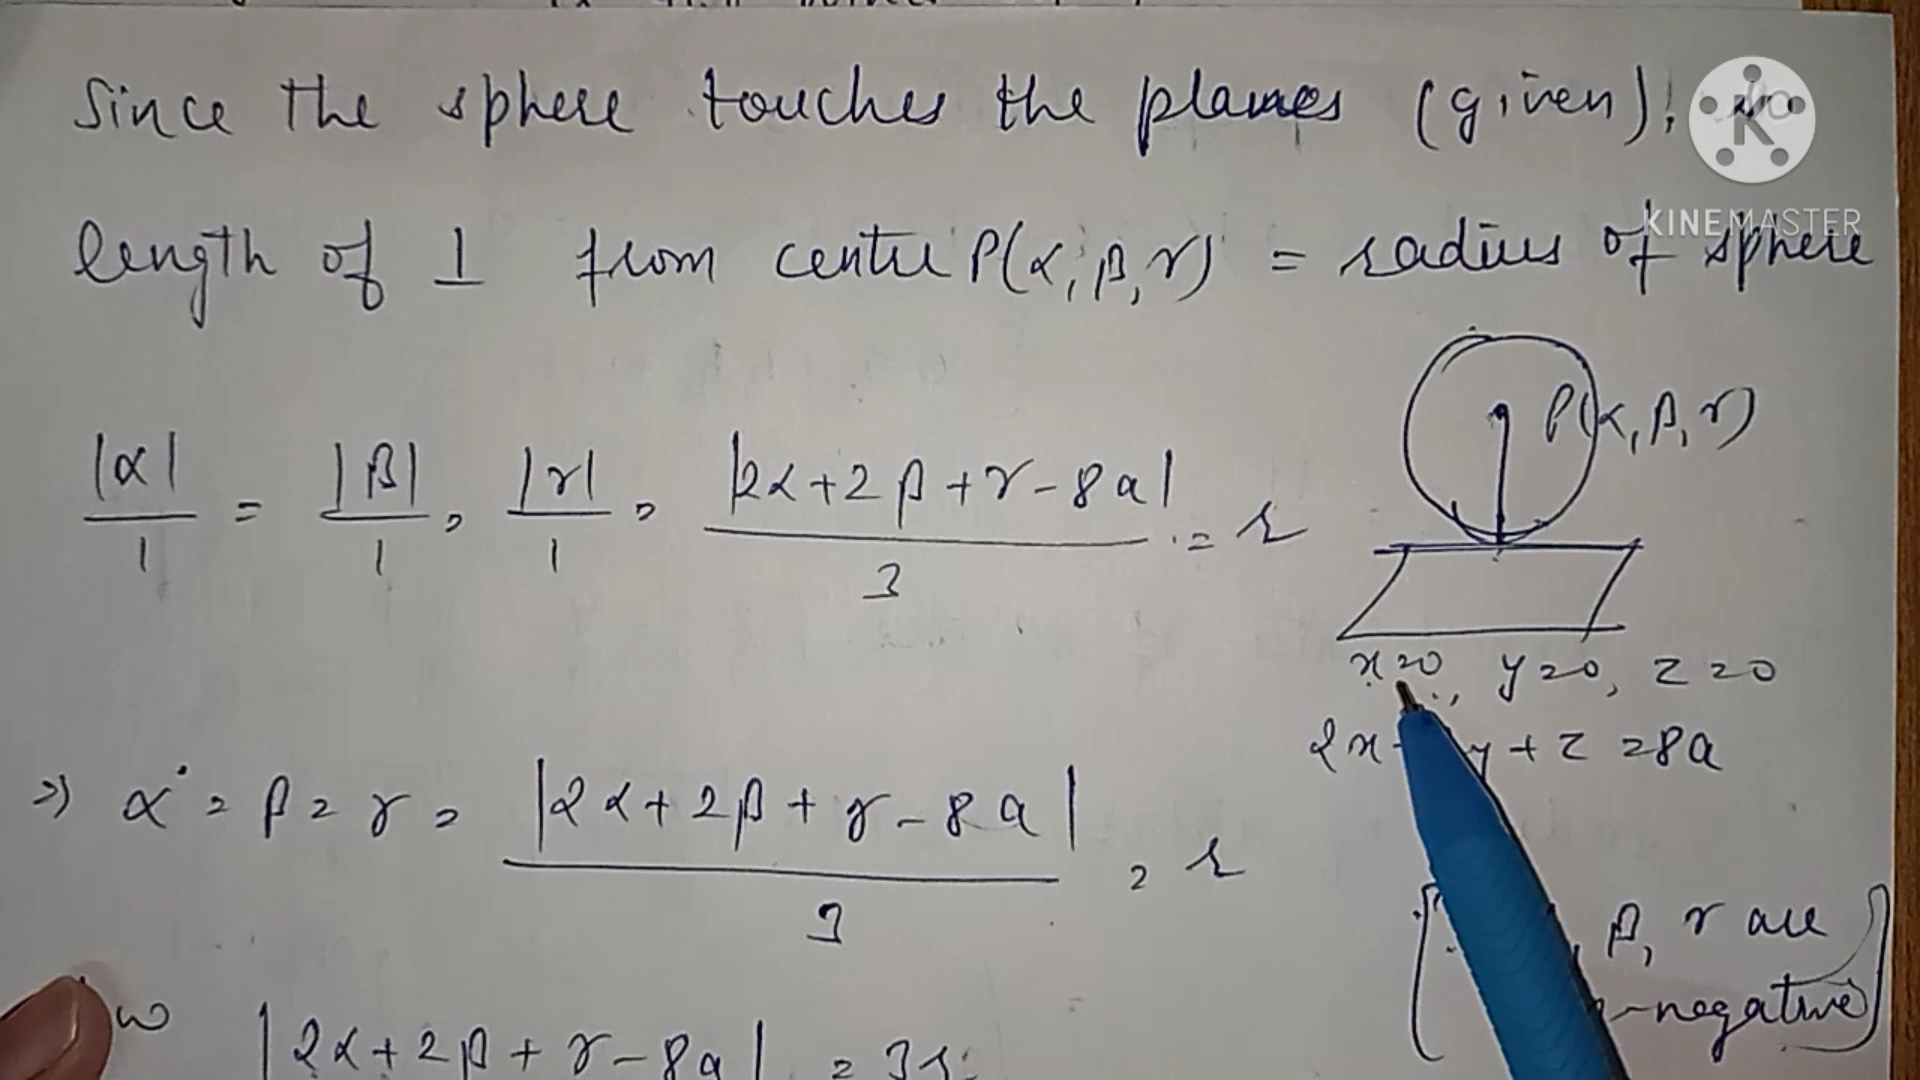 Since the sphere touches the planes (given);
length of ⊥ from centre P(α, β, γ) = radius of sphere
|α|/1 = |β|/1 = |γ|/1 = |2α+2β+γ-8a|/3 = r
P(α, β, γ)
x=0, y=0, z=0
2x+ y+z=8a
⇒ α=β=γ= |2α+2β+γ-8a|/3 = r
β, γ are
-negative
|2α+2β+γ-8a| = 3r
K
KINEMASTER